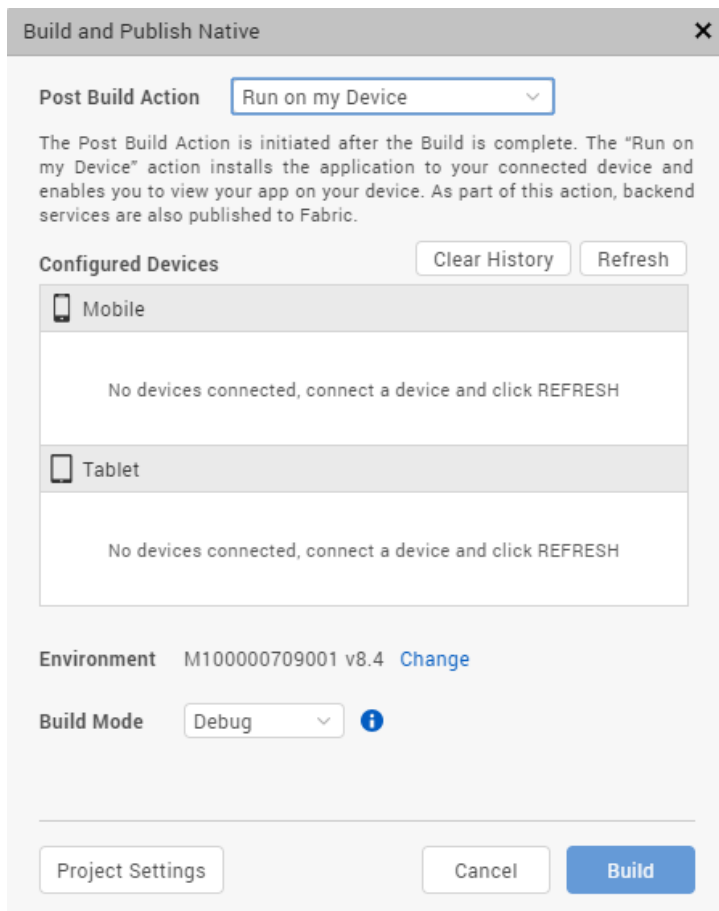 Build and Publish Native
Post Build Action Run on my Device
The Post Build Action is initiated after the Build is complete. The “Run on
my Device” action installs the application to your connected device and
enables you to view your app on your device. As part of this action, backend
services are also published to Fabric.
Configured Devices Clear History Refresh
Mobile
No devices connected, connect a device and click REFRESH
Tablet
No devices connected, connect a device and click REFRESH
Environment M100000709001 v8.4 Change
Build Mode Debug
Project Settings Cancel Build